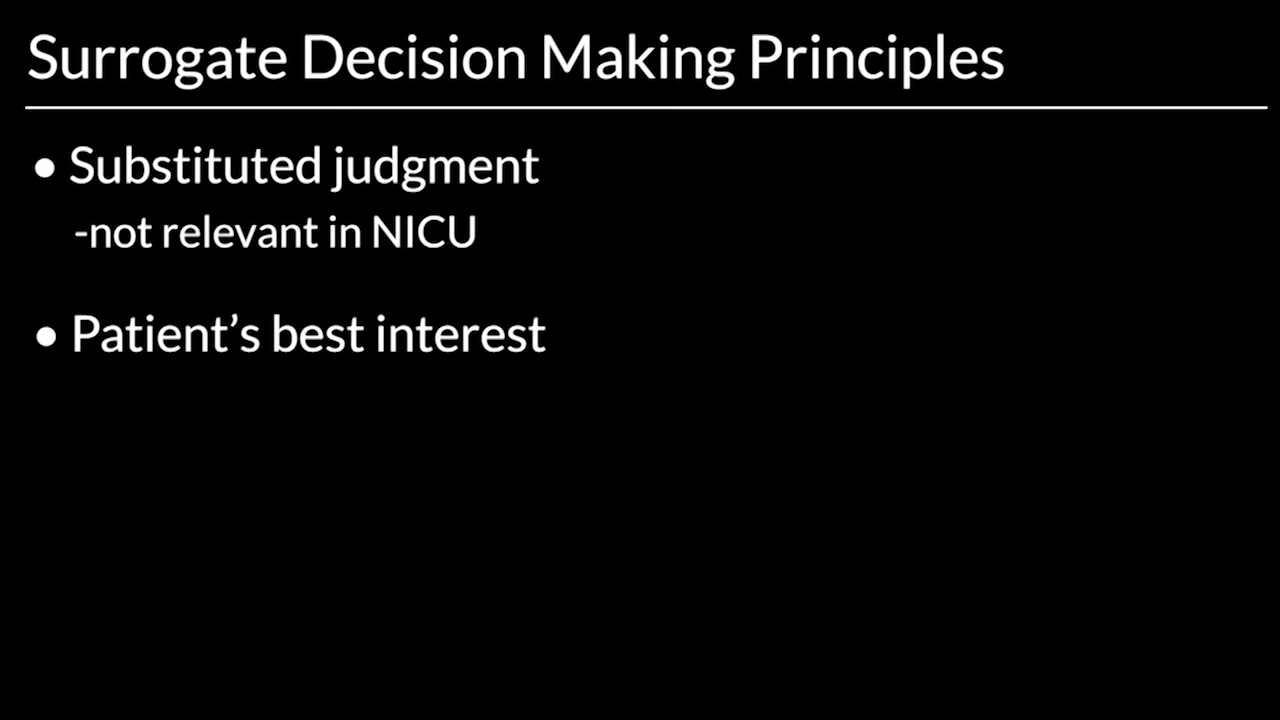 Surrogate Decision Making Principles
• Substituted judgment
-not relevant in NICU
• Patient’s best interest